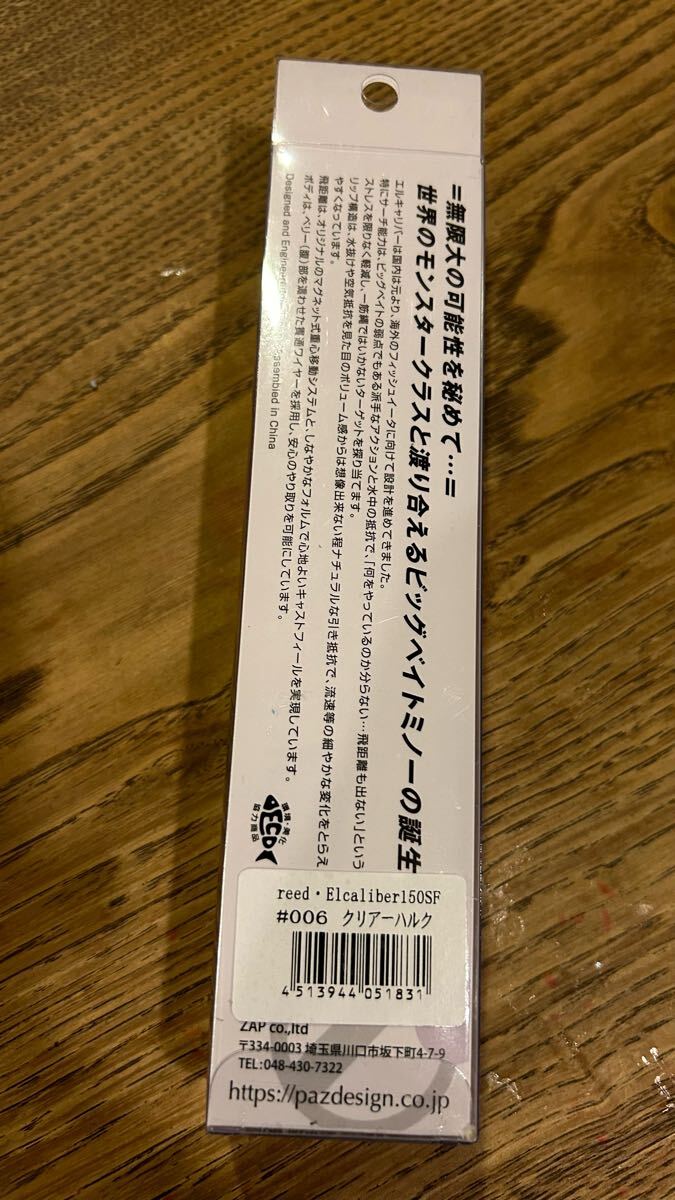 =無限大の可能性を秘めて…=
世界のモンスタークラスと渡り合えるビッグベイトミノーの誕生
エルキャリバーは国内は元より、海外のフィッシュイータに向けて設計を進めてきました。
特にサーチ能力は、ビッグベイトの弱点でもある派手なアクションと水中の抵抗で、「何をやっているのか分らない…飛距離も出ない」という
ストレスを限りなく軽減し、一筋縄ではいかないターゲットを探り当てます。
リップ構造は、水抜けや空気抵抗を見た目のボリューム感からは想像出来ない程ナチュラルな引き抵抗で、流速等の細やかな変化をとらえ
やすくなっています。
飛距離は、オリジナルのマグネット式重心移動システムと、しなやかなフォルムで心地よいキャストフィールを実現しています。
ボディは、ベリー(腹)部を違わせた貫通ワイヤーを採用し、安心のやり取りを可能にしています。
Designed and Engineer Assembled in China
環境・美化
ECO
協力商品
reed・Elcaliber150SF
#006 クリアーハルク
4513944051831
ZAP co.,ltd
〒334-0003 埼玉県川口市坂下町4-7-9
TEL:048-430-7322
https://pazdesign.co.jp